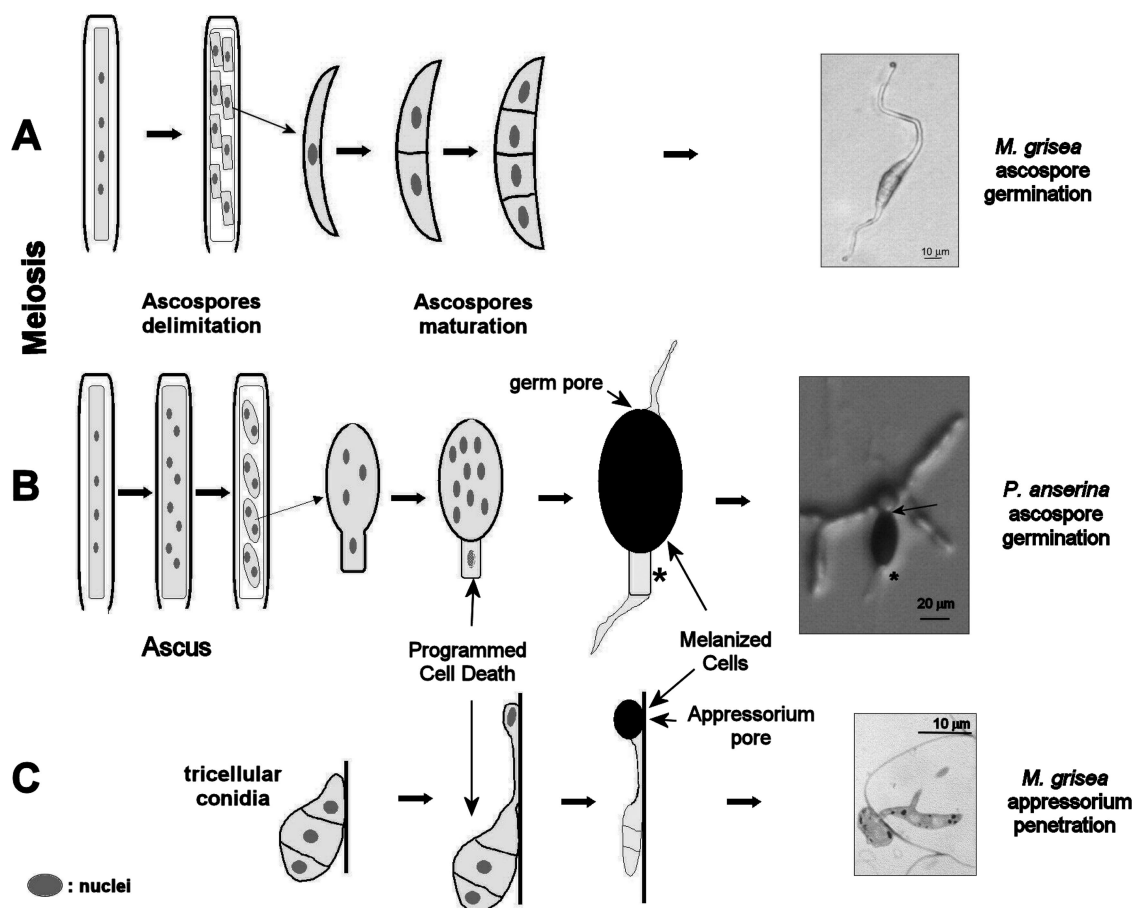 A
Meiosis
Ascospores
delimitation
Ascospores
maturation
10 µm
M. grisea
ascospore
germination
B
Ascus
germ pore
*
Programmed
Cell Death
Melanized
Cells
*
20 µm
P. anserina
ascospore
germination
C
tricellular
conidia
Appressorium
pore
10 µm
M. grisea
appressorium
penetration
: nuclei